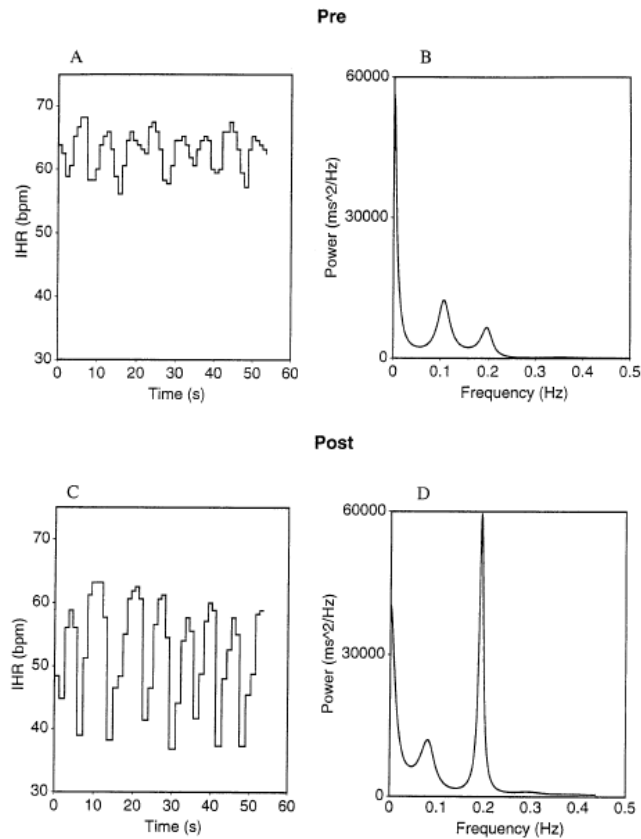 Pre
A
70
60
50
40
30
IHR (bpm)
0 10 20 30 40 50 60
Time (s)
B
60000
30000
0
Power (ms^2/Hz)
0 0.1 0.2 0.3 0.4 0.5
Frequency (Hz)
Post
C
70
60
50
40
30
IHR (bpm)
0 10 20 30 40 50 60
Time (s)
D
60000
30000
0
Power (ms^2/Hz)
0 0.1 0.2 0.3 0.4 0.5
Frequency (Hz)